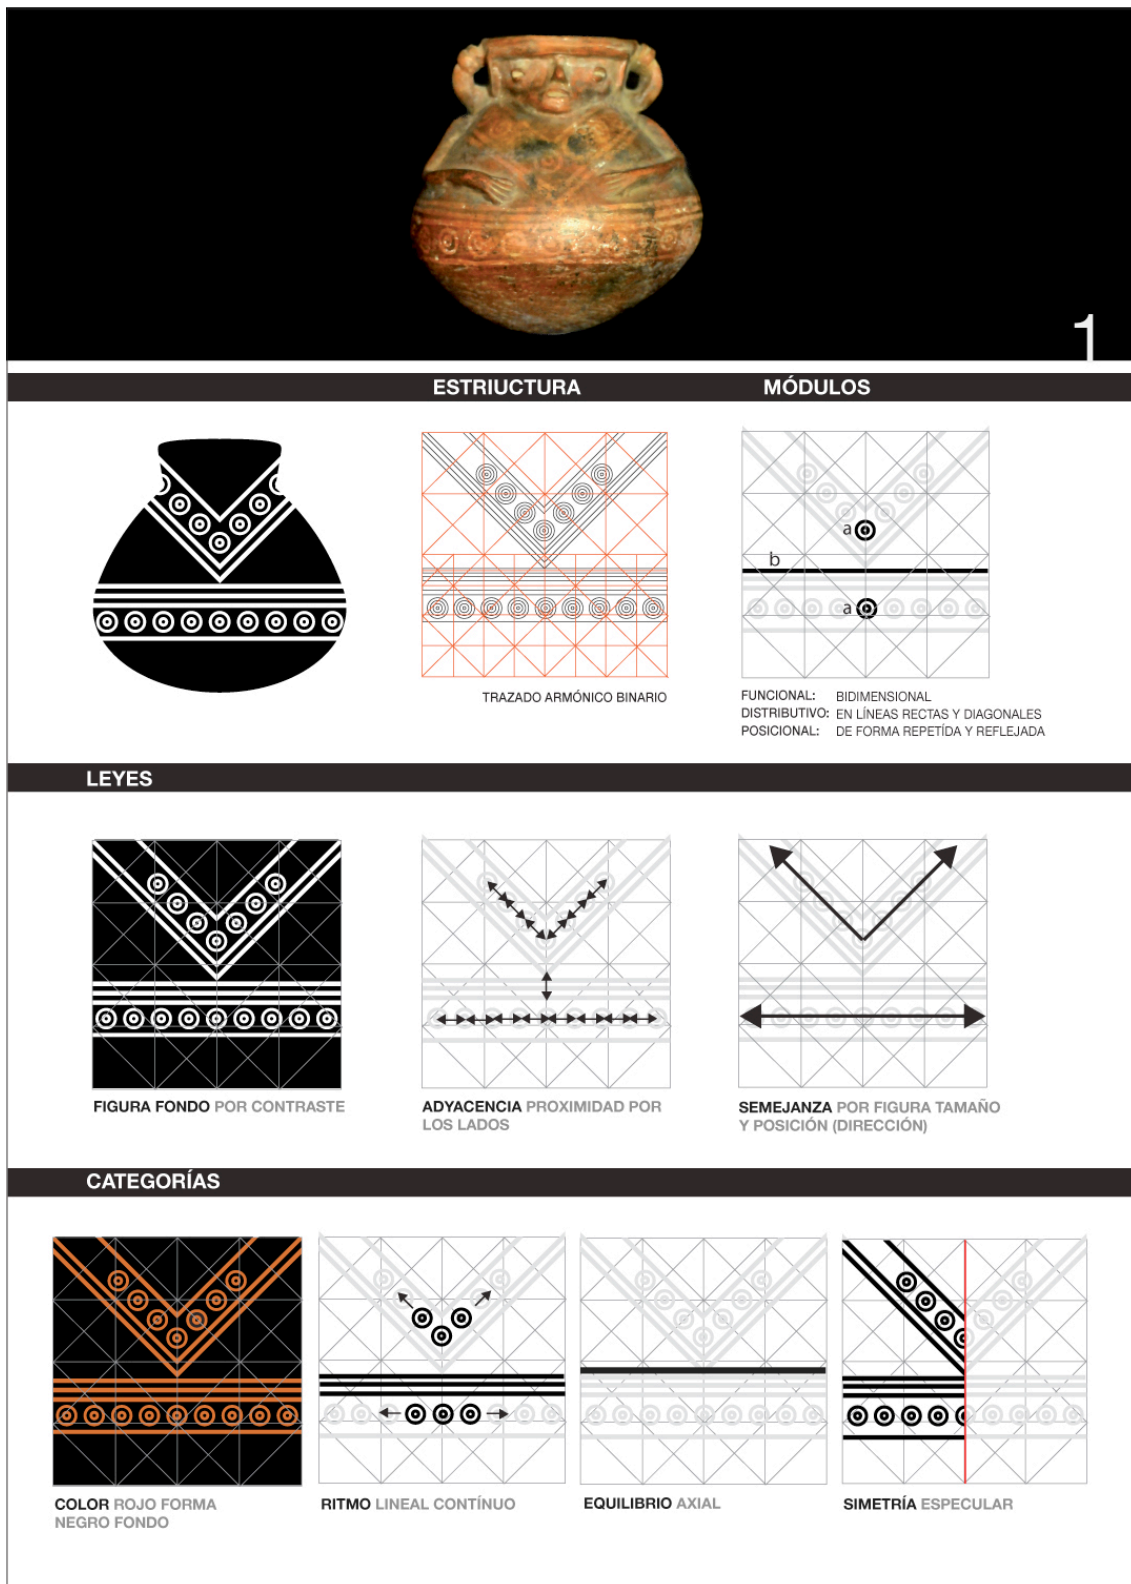 1
ESTRIUCTURA
MÓDULOS
a
b
a
TRAZADO ARMÓNICO BINARIO
FUNCIONAL: BIDIMENSIONAL
DISTRIBUTIVO: EN LÍNEAS RECTAS Y DIAGONALES
POSICIONAL: DE FORMA REPETÍDA Y REFLEJADA
LEYES
FIGURA FONDO POR CONTRASTE
ADYACENCIA PROXIMIDAD POR
LOS LADOS
SEMEJANZA POR FIGURA TAMAÑO
Y POSICIÓN (DIRECCIÓN)
CATEGORÍAS
COLOR ROJO FORMA
NEGRO FONDO
RITMO LINEAL CONTÍNUO
EQUILIBRIO AXIAL
SIMETRÍA ESPECULAR